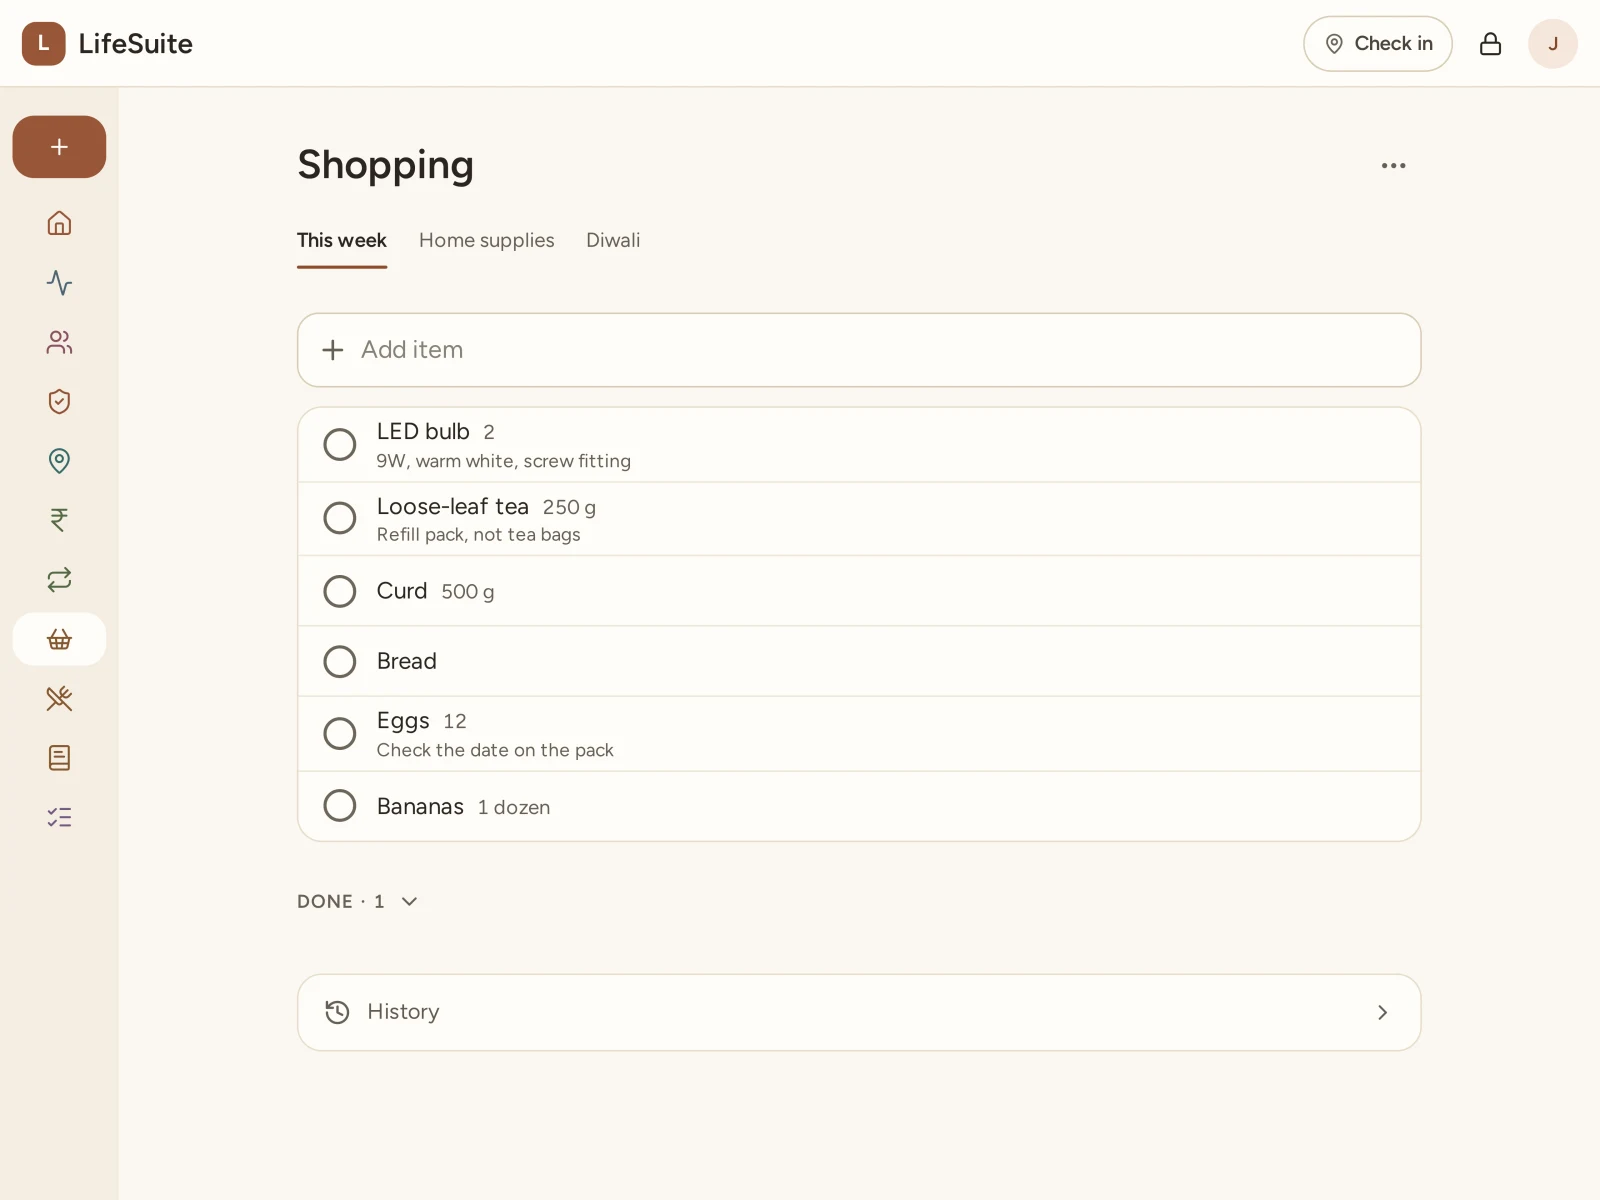 L LifeSuite
Check in
J
Shopping
This week Home supplies Diwali
Add item
LED bulb 2
9W, warm white, screw fitting
Loose-leaf tea 250 g
Refill pack, not tea bags
Curd 500 g
Bread
Eggs 12
Check the date on the pack
Bananas 1 dozen
DONE · 1
History